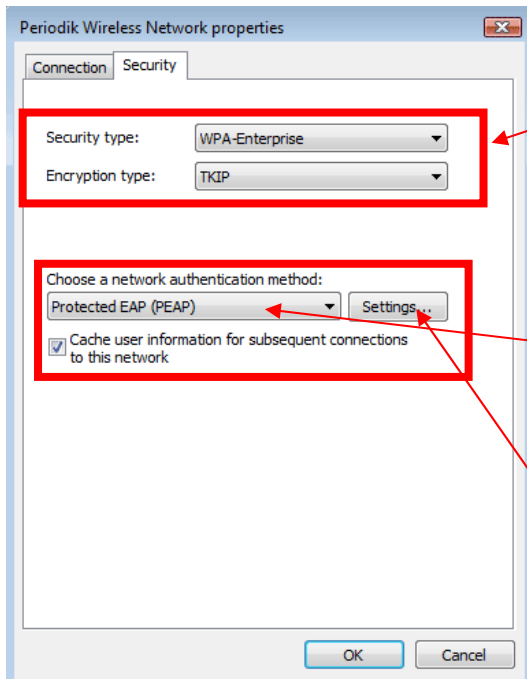 Periodik Wireless Network properties
Connection Security
Security type: WPA-Enterprise
Encryption type: TKIP
Choose a network authentication method:
Protected EAP (PEAP) Settings...
Cache user information for subsequent connections
to this network
OK Cancel